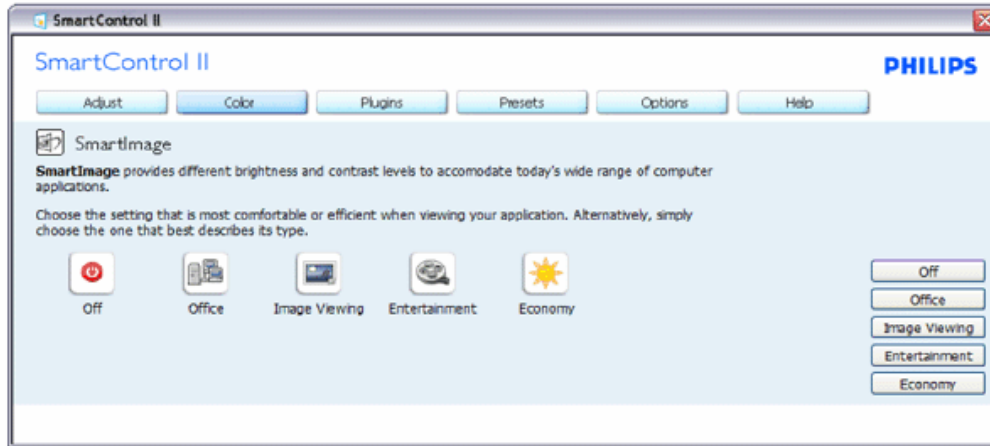 SmartControl II
SmartControl II
PHILIPS
Adjust
Color
Plugins
Presets
Options
Help
SmartImage
SmartImage provides different brightness and contrast levels to accomodate today's wide range of computer
applications.
Choose the setting that is most comfortable or efficient when viewing your application. Alternatively, simply
choose the one that best describes its type.
Off
Office
Image Viewing
Entertainment
Economy
Off
Office
Image Viewing
Entertainment
Economy